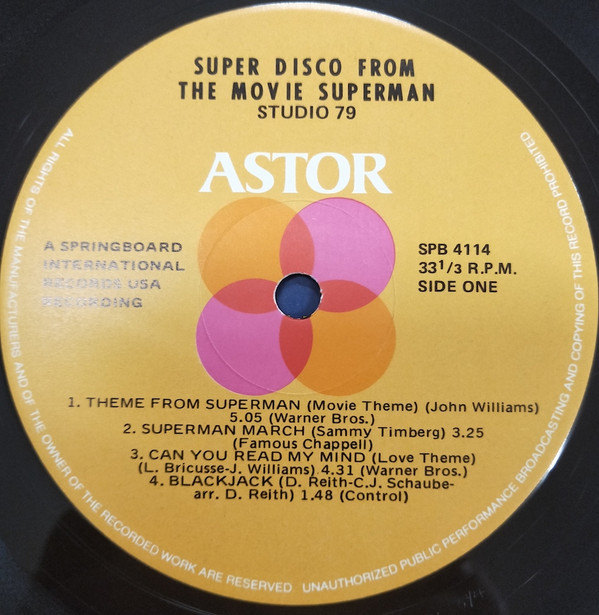 SUPER DISCO FROM
THE MOVIE SUPERMAN
STUDIO 79
ASTOR
A SPRINGBOARD
INTERNATIONAL
RECORDS USA
RECORDING
SPB 4114
33 1/3 R.P.M.
SIDE ONE
1. THEME FROM SUPERMAN (Movie Theme) (John Williams)
5.05 (Warner Bros.)
2. SUPERMAN MARCH (Sammy Timberg) 3.25
(Famous Chappell)
3. CAN YOU READ MY MIND (Love Theme)
(L. Bricusse-J. Williams) 4.31 (Warner Bros.)
4. BLACKJACK (D. Reith-C.J. Schaube-
arr. D. Reith) 1.48 (Control)
ALL RIGHTS OF THE MANUFACTURERS AND OF THE OWNER OF THE RECORDED WORK ARE RESERVED. UNAUTHORIZED PUBLIC PERFORMANCE BROADCASTING AND COPYING OF THIS RECORD PROHIBITED